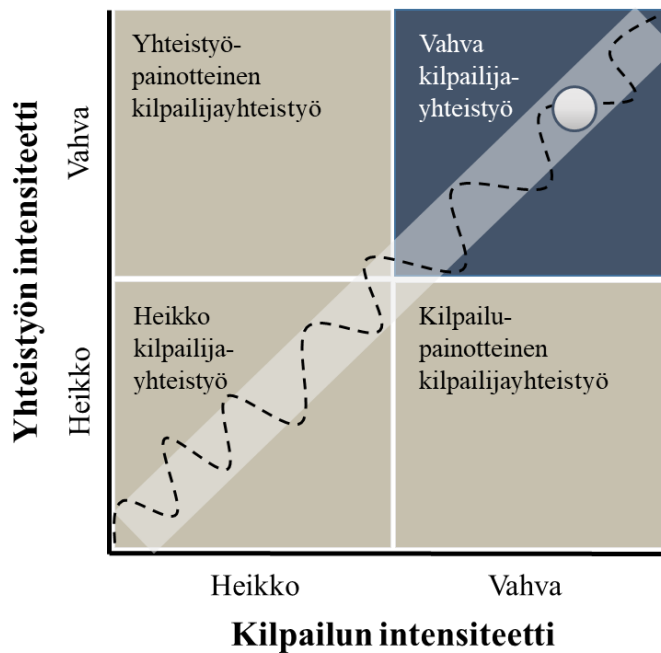 Yhteistyön intensiteetti
Vahva
Heikko
Yhteistyö-
painotteinen
kilpailijayhteistyö
Vahva
kilpailija-
yhteistyö
Heikko
kilpailija-
yhteistyö
Kilpailu-
painotteinen
kilpailijayhteistyö
Heikko
Vahva
Kilpailun intensiteetti